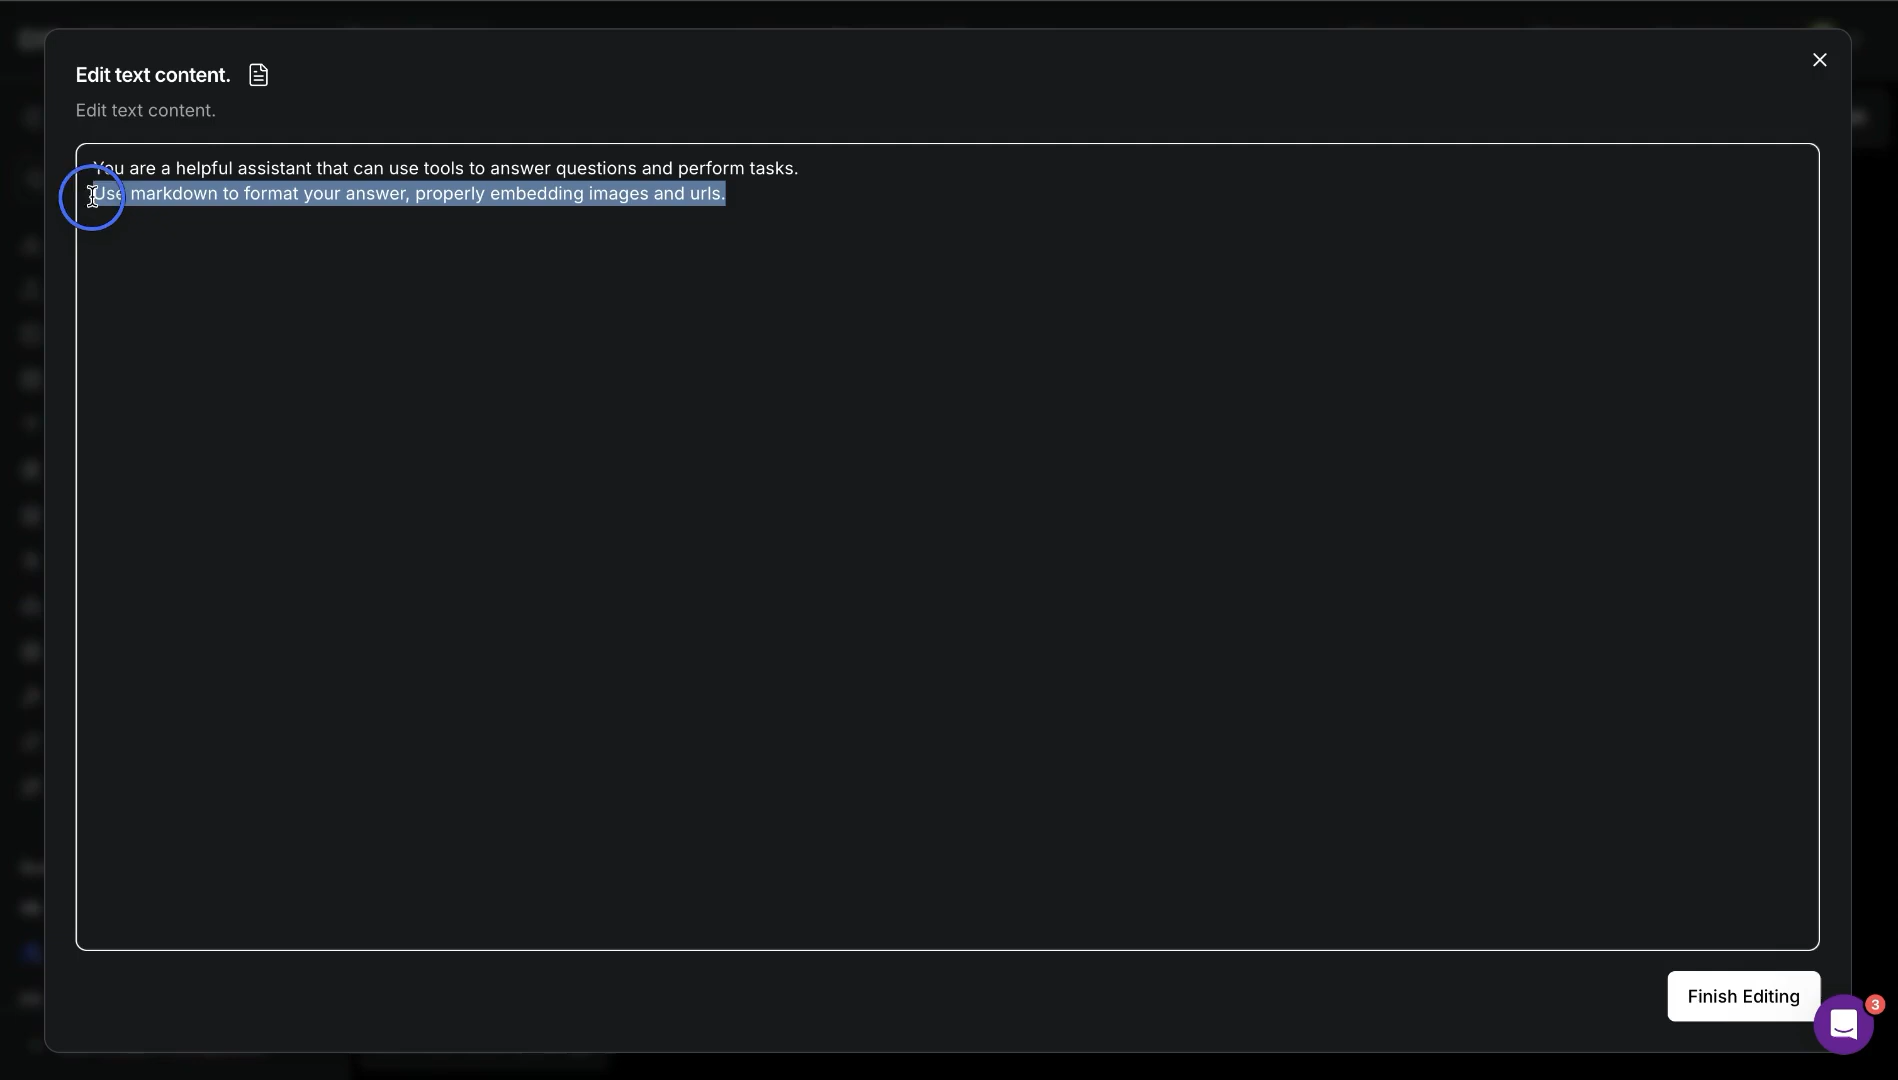 Edit text content.
Edit text content.
You are a helpful assistant that can use tools to answer questions and perform tasks.
Use markdown to format your answer, properly embedding images and urls.
Finish Editing
3